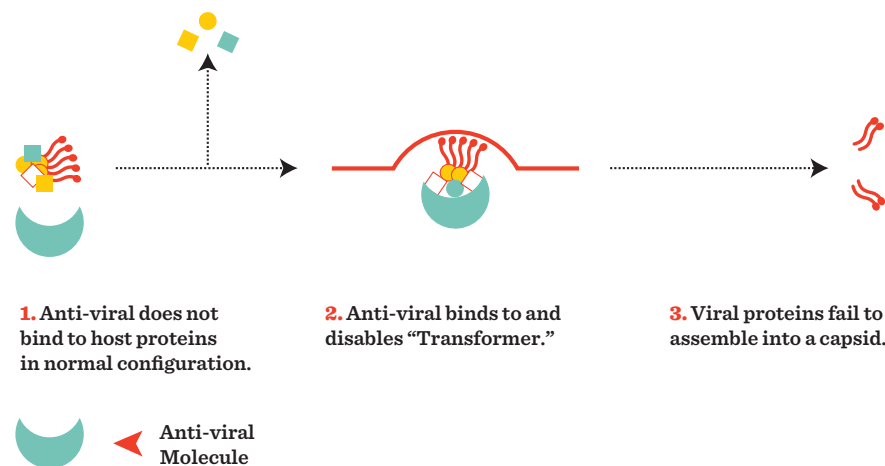 1. Anti-viral does not
bind to host proteins
in normal configuration.
2. Anti-viral binds to and
disables “Transformer.”
3. Viral proteins fail to
assemble into a capsid.
Anti-viral
Molecule